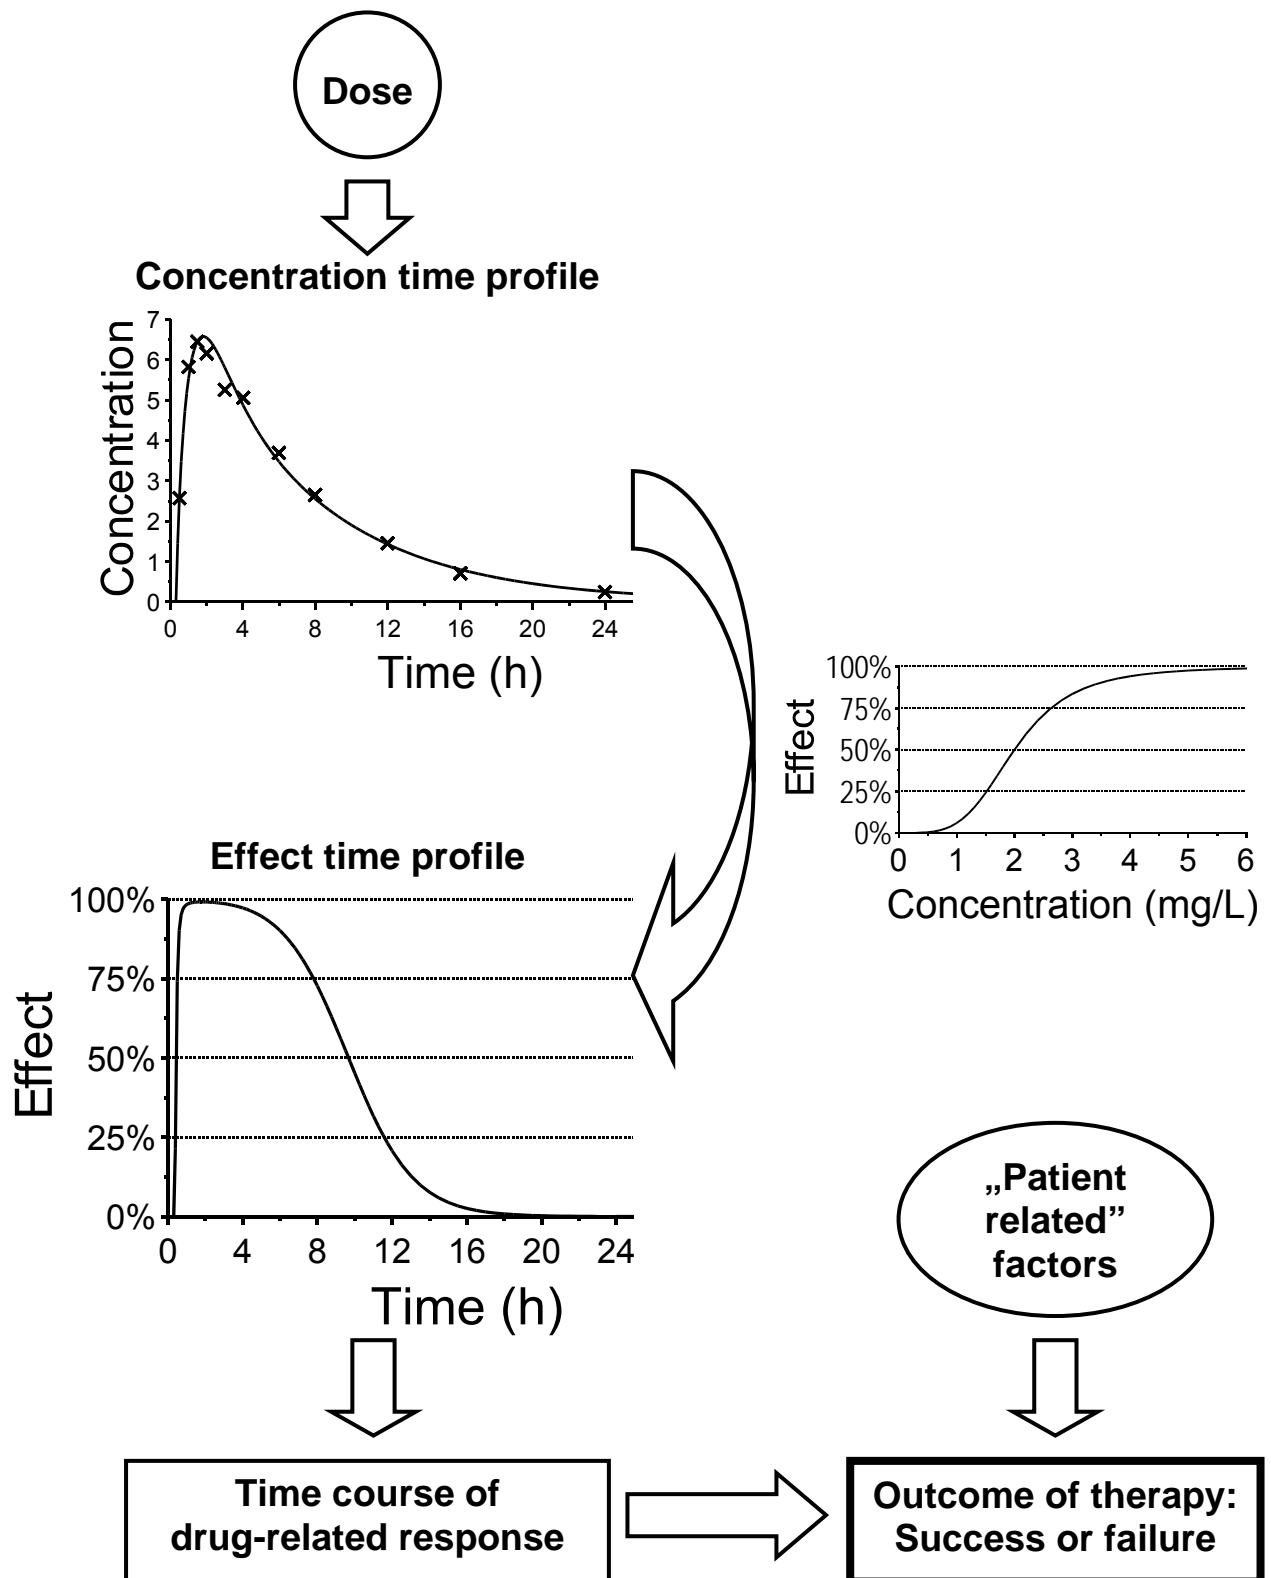 Dose
Concentration time profile
Concentration
7
6
5
4
3
2
1
0
0 4 8 12 16 20 24
Time (h)
Effect
100%
75%
50%
25%
0%
0 1 2 3 4 5 6
Concentration (mg/L)
Effect time profile
Effect
100%
75%
50%
25%
0%
0 4 8 12 16 20 24
Time (h)
„Patient
related”
factors
Time course of
drug-related response
Outcome of therapy:
Success or failure